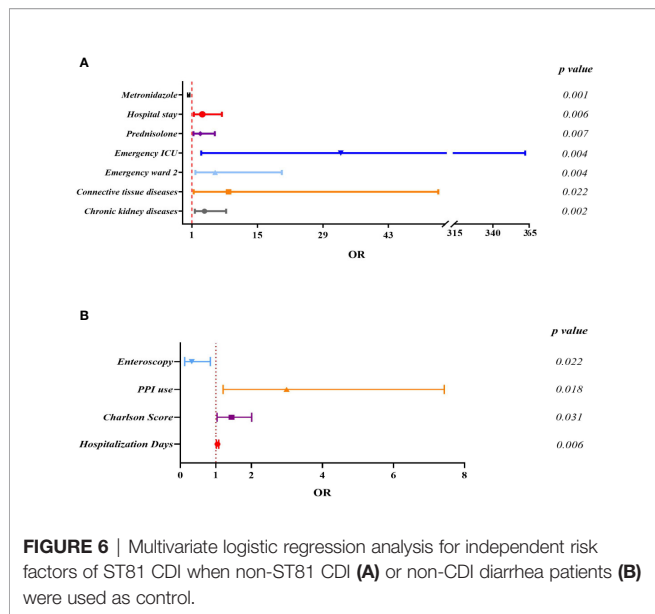 A
p value
Metronidazole 0.001
Hospital stay 0.006
Prednisolone 0.007
Emergency ICU 0.004
Emergency ward 2 0.004
Connective tissue diseases 0.022
Chronic kidney diseases 0.002
1 15 29 43 315 340 365
OR
B
p value
Enteroscopy 0.022
PPI use 0.018
Charlson Score 0.031
Hospitalization Days 0.006
0 1 2 4 6 8
OR
FIGURE 6 | Multivariate logistic regression analysis for independent risk
factors of ST81 CDI when non-ST81 CDI (A) or non-CDI diarrhea patients (B)
were used as control.